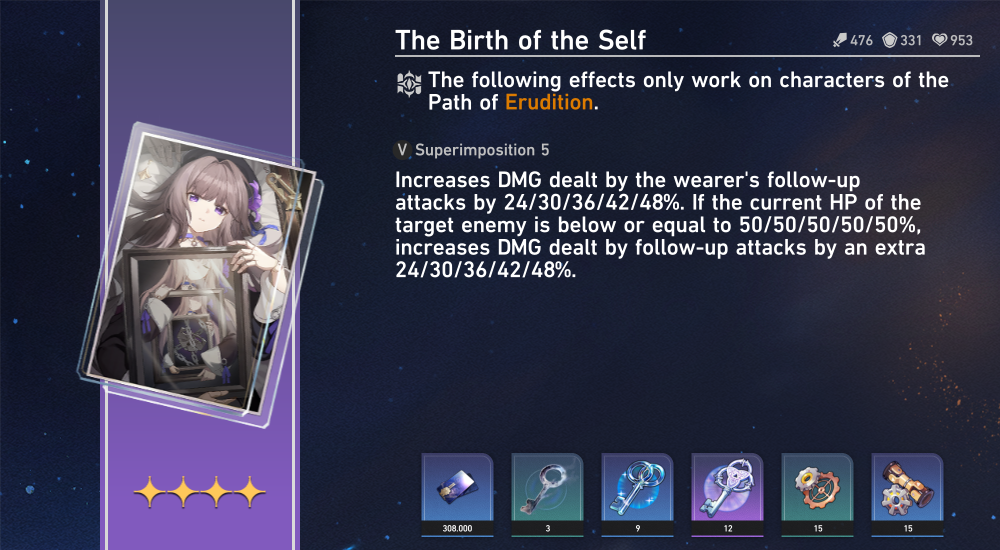 The Birth of the Self
476 331 953
The following effects only work on characters of the
Path of Erudition.
V Superimposition 5
Increases DMG dealt by the wearer's follow-up
attacks by 24/30/36/42/48%. If the current HP of the
target enemy is below or equal to 50/50/50/50/50%,
increases DMG dealt by follow-up attacks by an extra
24/30/36/42/48%.
308.000 3 9 12 15 15